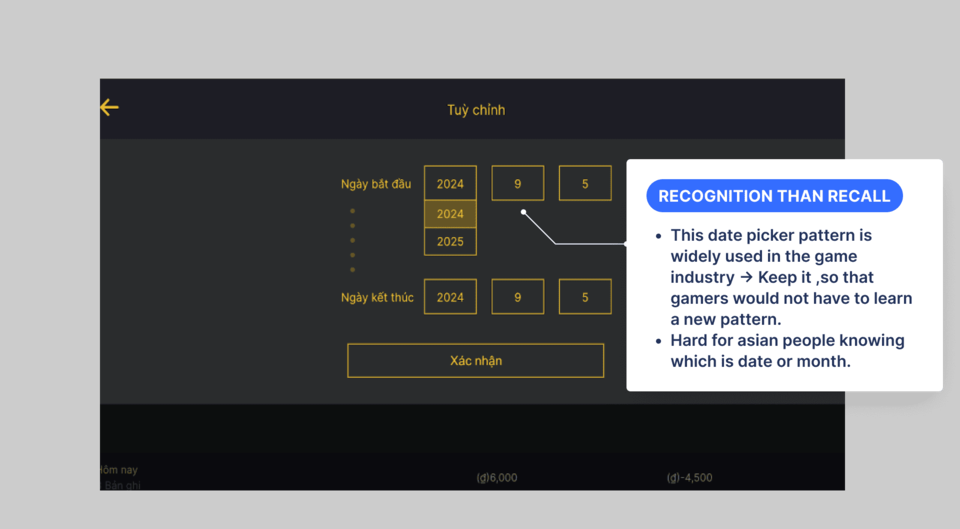 Tuỳ chỉnh
Ngày bắt đầu 2024 9 5
2024
2025
Ngày kết thúc 2024 9 5
Xác nhận
Hôm nay
Bản ghi
(₫)6,000 (₫)-4,500
RECOGNITION THAN RECALL
• This date picker pattern is
widely used in the game
industry → Keep it ,so that
gamers would not have to learn
a new pattern.
• Hard for asian people knowing
which is date or month.